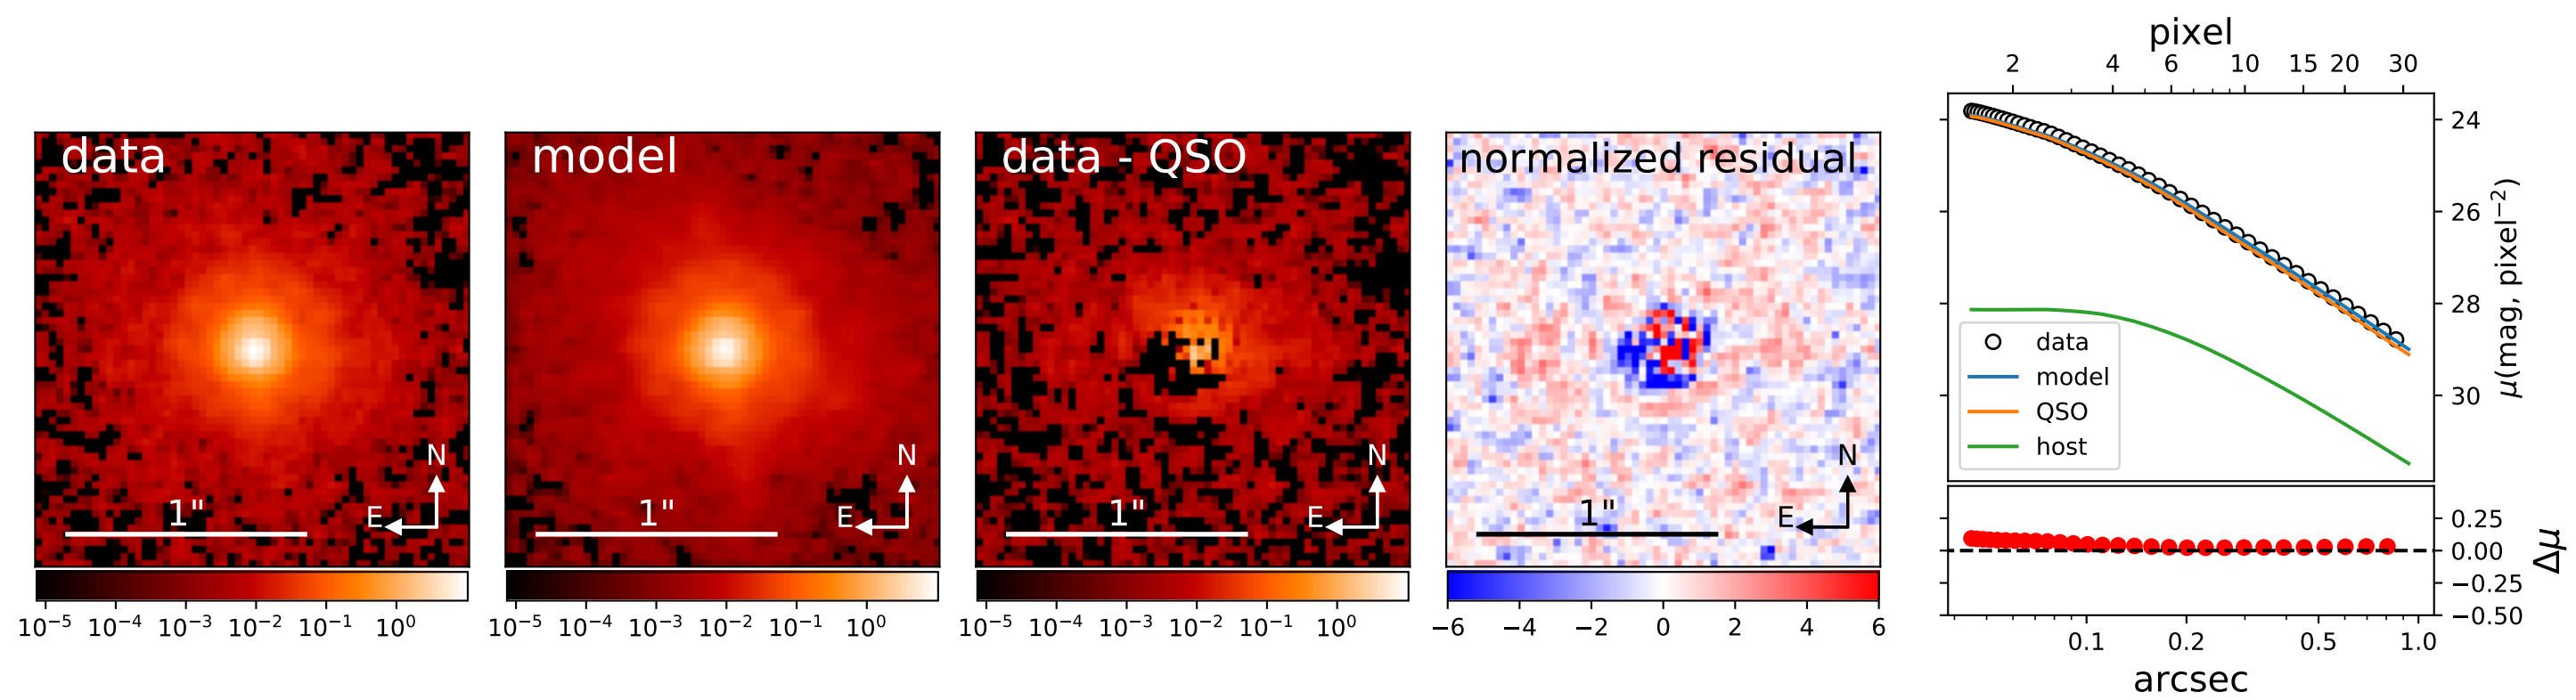 data
N
E
1"
10⁻⁵ 10⁻⁴ 10⁻³ 10⁻² 10⁻¹ 10⁰
model
N
E
1"
10⁻⁵ 10⁻⁴ 10⁻³ 10⁻² 10⁻¹ 10⁰
data - QSO
N
E
1"
10⁻⁵ 10⁻⁴ 10⁻³ 10⁻² 10⁻¹ 10⁰
normalized residual
N
E
1"
−6 −4 −2 0 2 4 6
pixel
2 4 6 10 15 20 30
24
26
28
30
μ(mag, pixel⁻²)
data
model
QSO
host
0.25
0.00
−0.25
−0.50
Δμ
0.1 0.2 0.5 1.0
arcsec